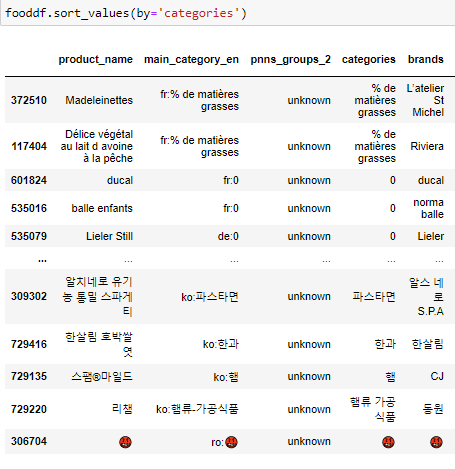 fooddf.sort_values(by='categories')
product_name main_category_en pnns_groups_2 categories brands
372510 Madeleinettes fr:% de matières grasses unknown % de matières grasses L'atelier St Michel
117404 Délice végétal au lait d avoine à la pêche fr:% de matières grasses unknown % de matières grasses Riviera
601824 ducal fr:0 unknown 0 ducal
535016 balle enfants fr:0 unknown 0 norma balle
535079 Lieler Still de:0 unknown 0 Lieler
... ... ... ... ... ...
309302 알치네로 유기농 통밀 스파게티 ko:파스타면 unknown 파스타면 알스 네로 S.P.A
729416 한살림 호박쌀엿 ko:한과 unknown 한과 한살림
729135 스팸®마일드 ko:햄 unknown 햄 CJ
729220 리챔 ko:햄류-가공식품 unknown 햄류 가공식품 동원
306704 ro: unknown